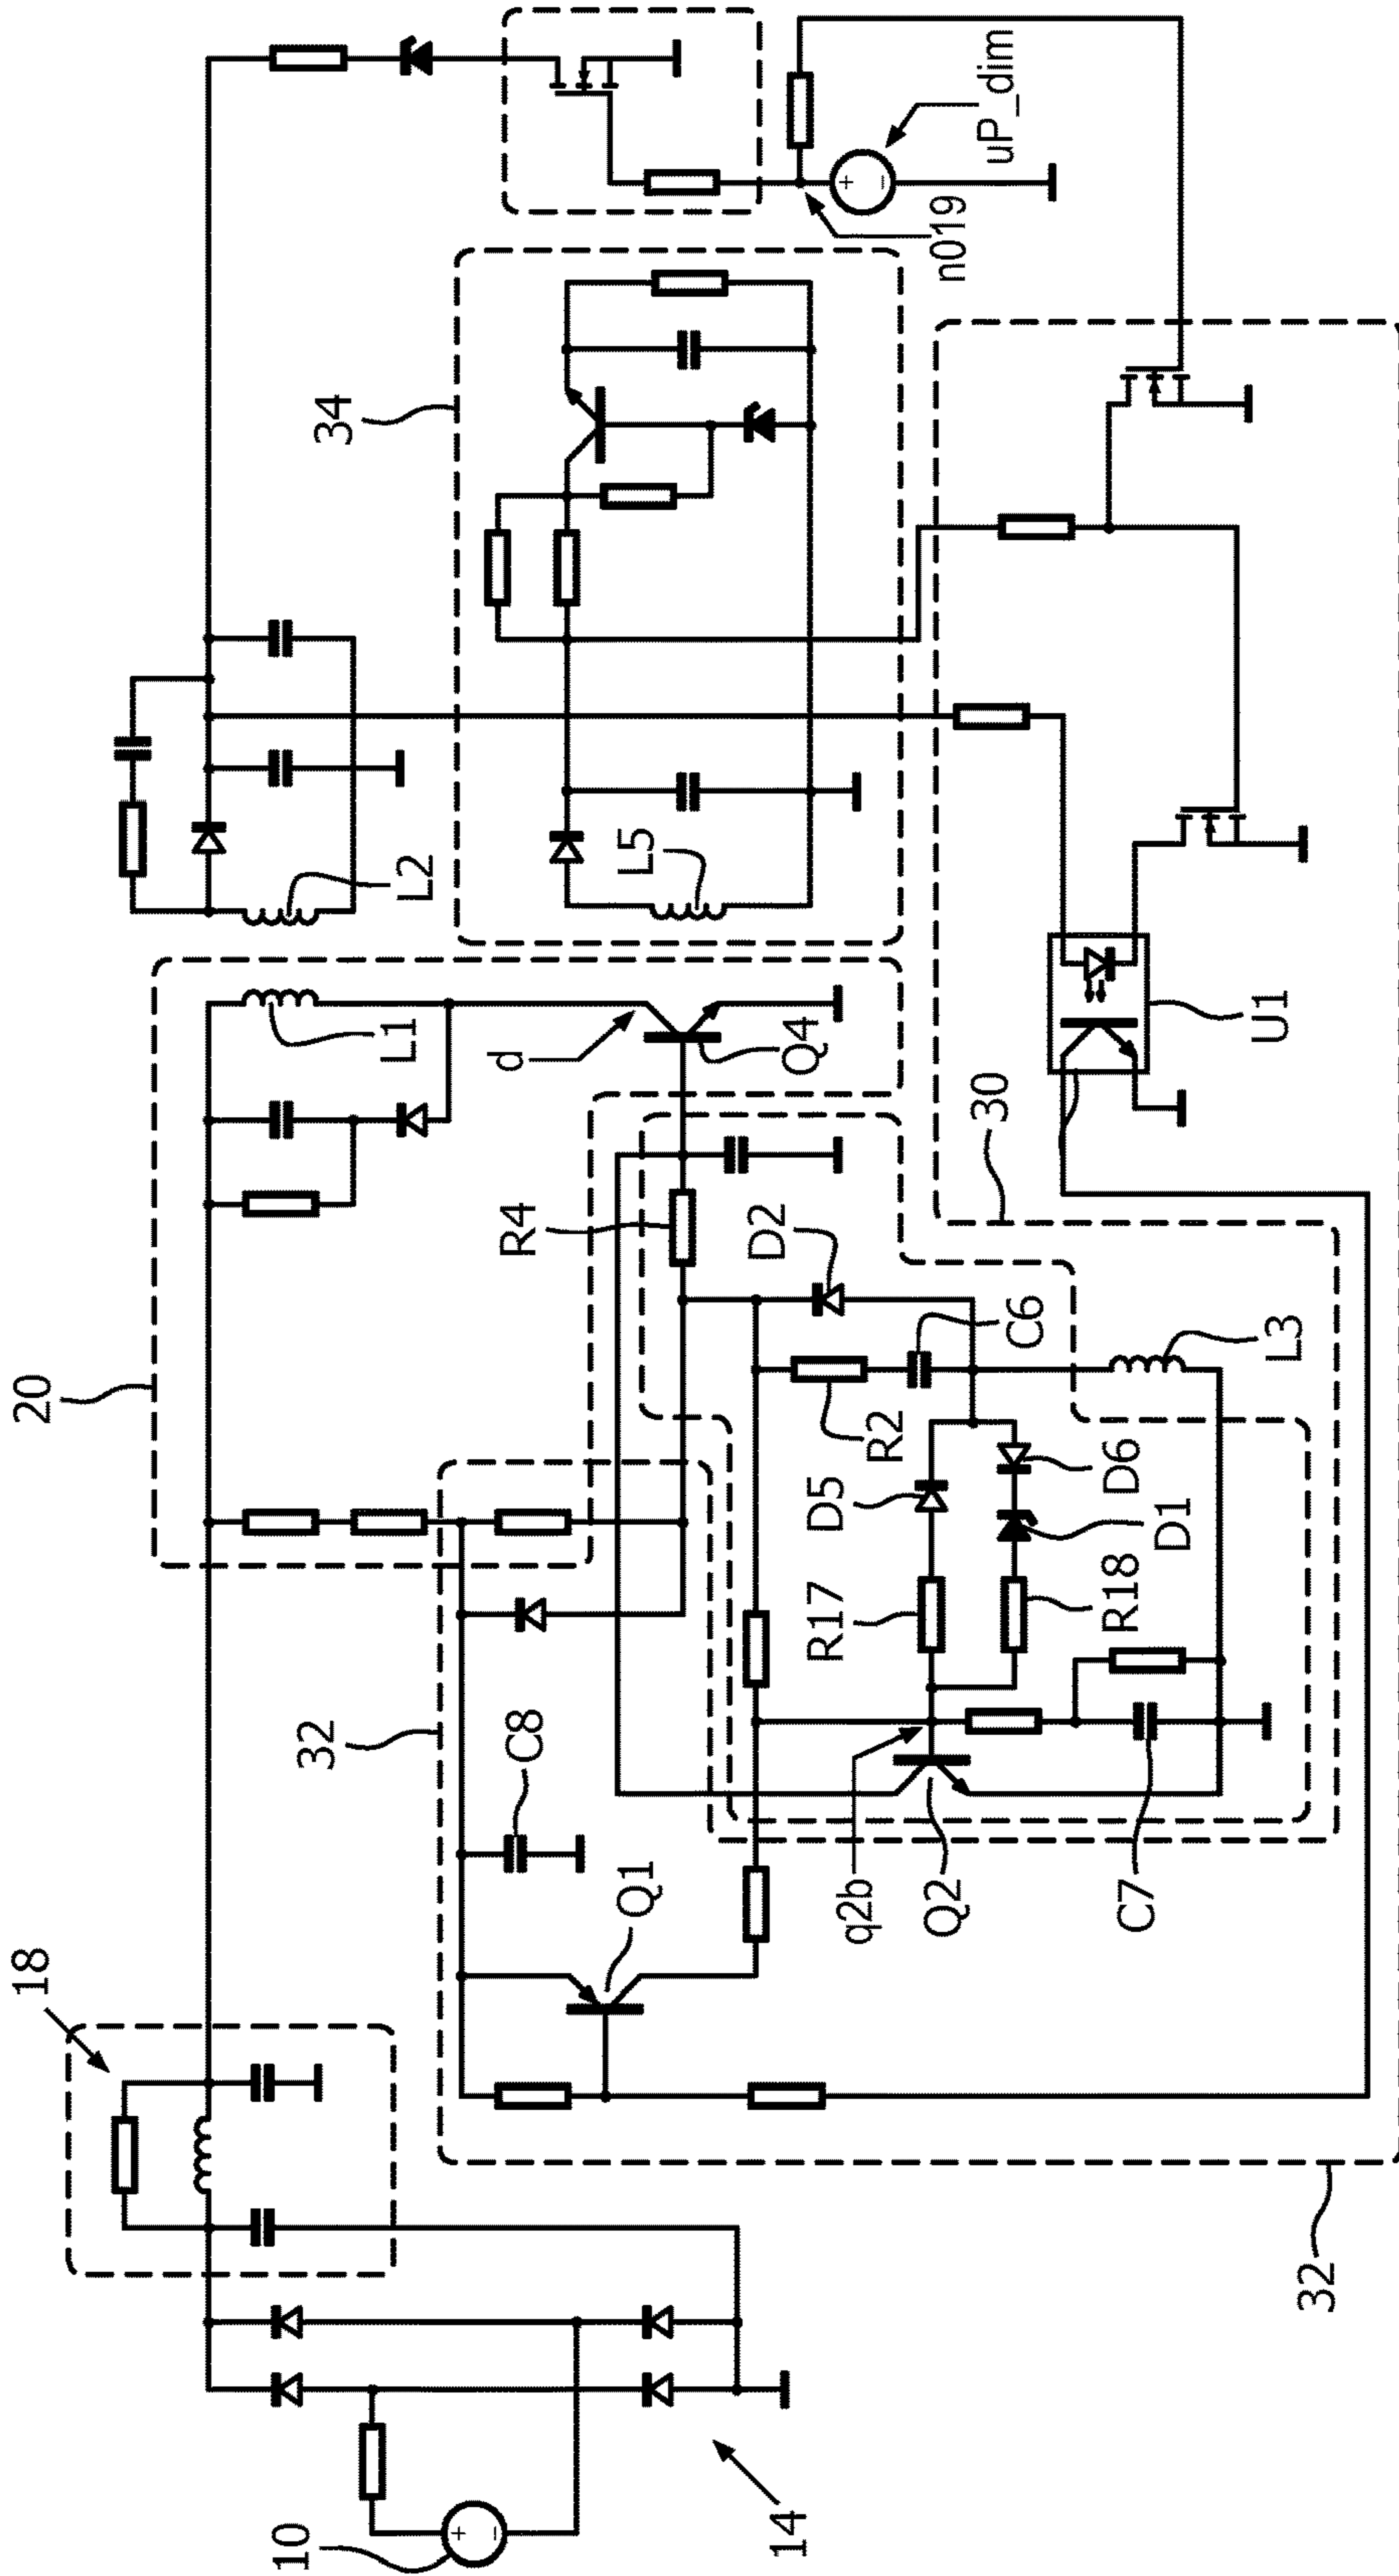 10
14
18
20
32
C8
Q1
R4
L1
d
Q4
D2
C6
R2
L3
D5
D6
D1
R17
R18
q2b
Q2
C7
30
U1
32
L2
34
L5
n019
uP_dim
+
−
+
−